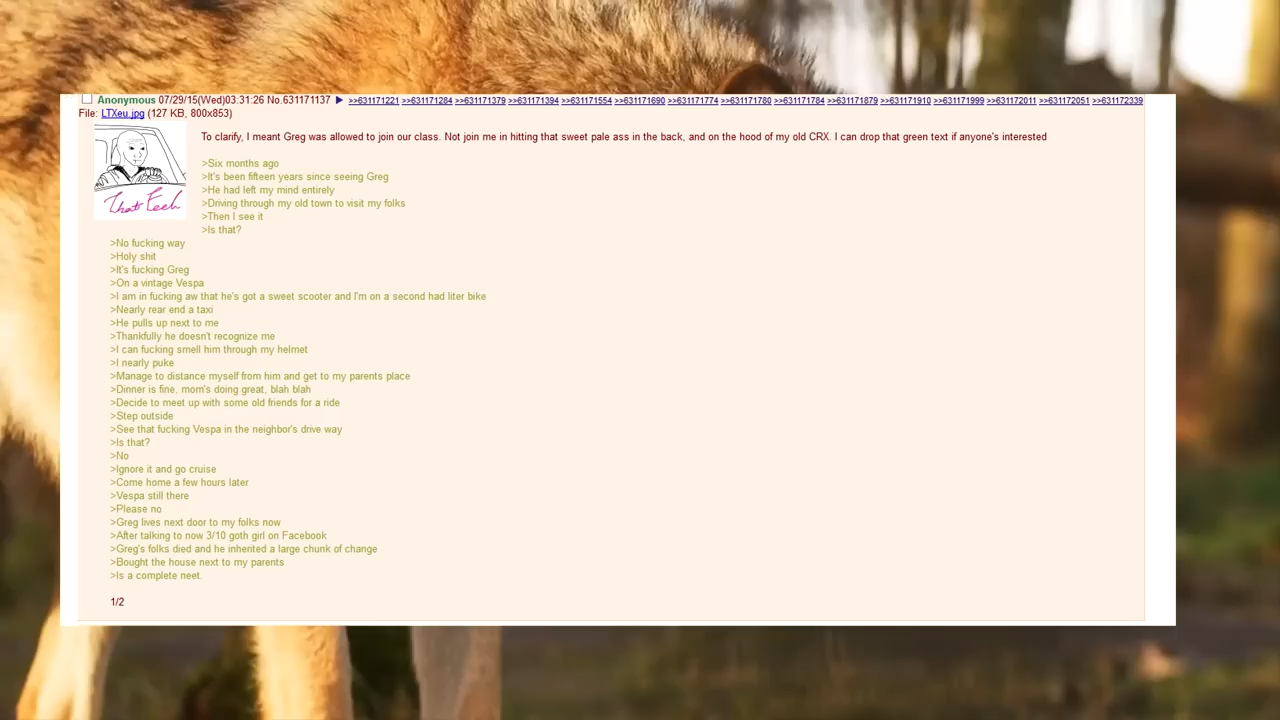 Anonymous 07/29/15(Wed)03:31:26 No.631171137 ▶ >>631171221 >>631171284 >>631171379 >>631171394 >>631171554 >>631171690 >>631171774 >>631171780 >>631171784 >>631171879 >>631171910 >>631171999 >>631172011 >>631172051 >>631172339
File: LTXeu.jpg (127 KB, 800x853)
That Feel
To clarify, I meant Greg was allowed to join our class. Not join me in hitting that sweet pale ass in the back, and on the hood of my old CRX. I can drop that green text if anyone's interested
>Six months ago
>It's been fifteen years since seeing Greg
>He had left my mind entirely
>Driving through my old town to visit my folks
>Then I see it
>Is that?
>No fucking way
>Holy shit
>It's fucking Greg
>On a vintage Vespa
>I am in fucking aw that he's got a sweet scooter and I'm on a second had liter bike
>Nearly rear end a taxi
>He pulls up next to me
>Thankfully he doesn't recognize me
>I can fucking smell him through my helmet
>I nearly puke
>Manage to distance myself from him and get to my parents place
>Dinner is fine, mom's doing great, blah blah
>Decide to meet up with some old friends for a ride
>Step outside
>See that fucking Vespa in the neighbor's drive way
>Is that?
>No
>Ignore it and go cruise
>Come home a few hours later
>Vespa still there
>Please no
>Greg lives next door to my folks now
>After talking to now 3/10 goth girl on Facebook
>Greg's folks died and he inherited a large chunk of change
>Bought the house next to my parents
>Is a complete neet.
1/2